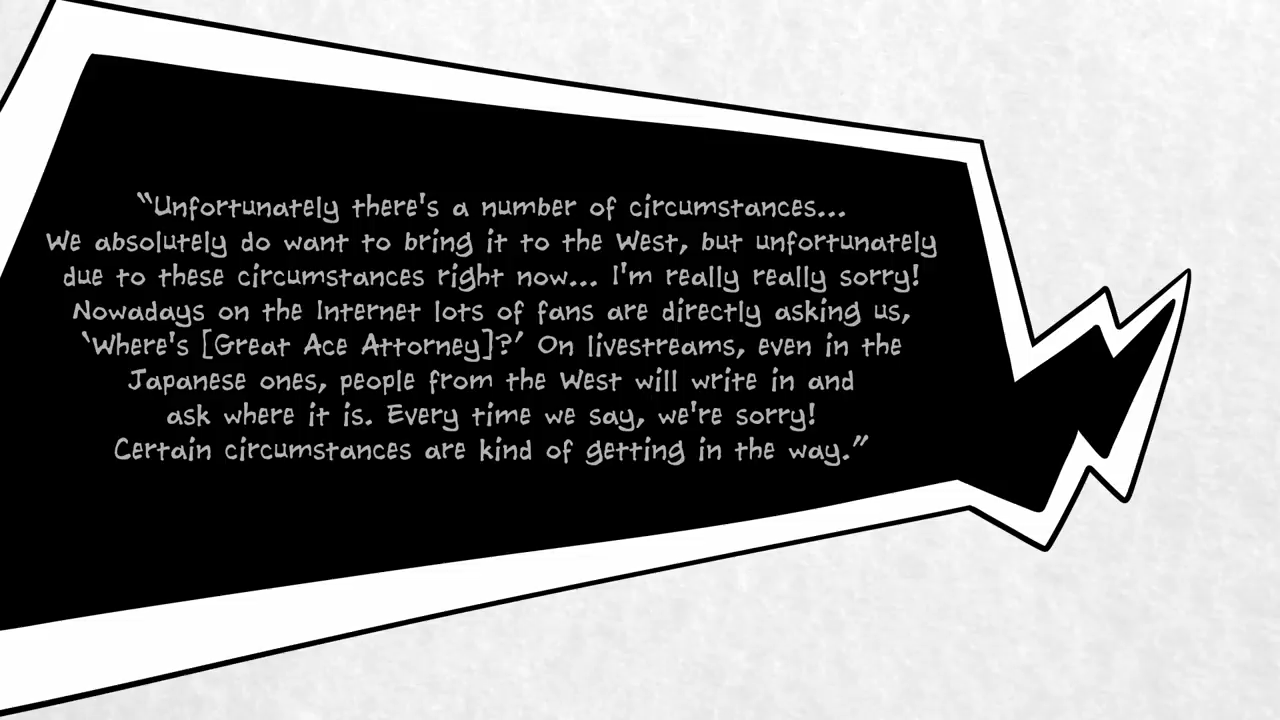 “Unfortunately there's a number of circumstances...
We absolutely do want to bring it to the West, but unfortunately
due to these circumstances right now... I'm really really sorry!
Nowadays on the Internet lots of fans are directly asking us,
‘Where's [Great Ace Attorney]?’ On livestreams, even in the
Japanese ones, people from the West will write in and
ask where it is. Every time we say, we're sorry!
Certain circumstances are kind of getting in the way.”